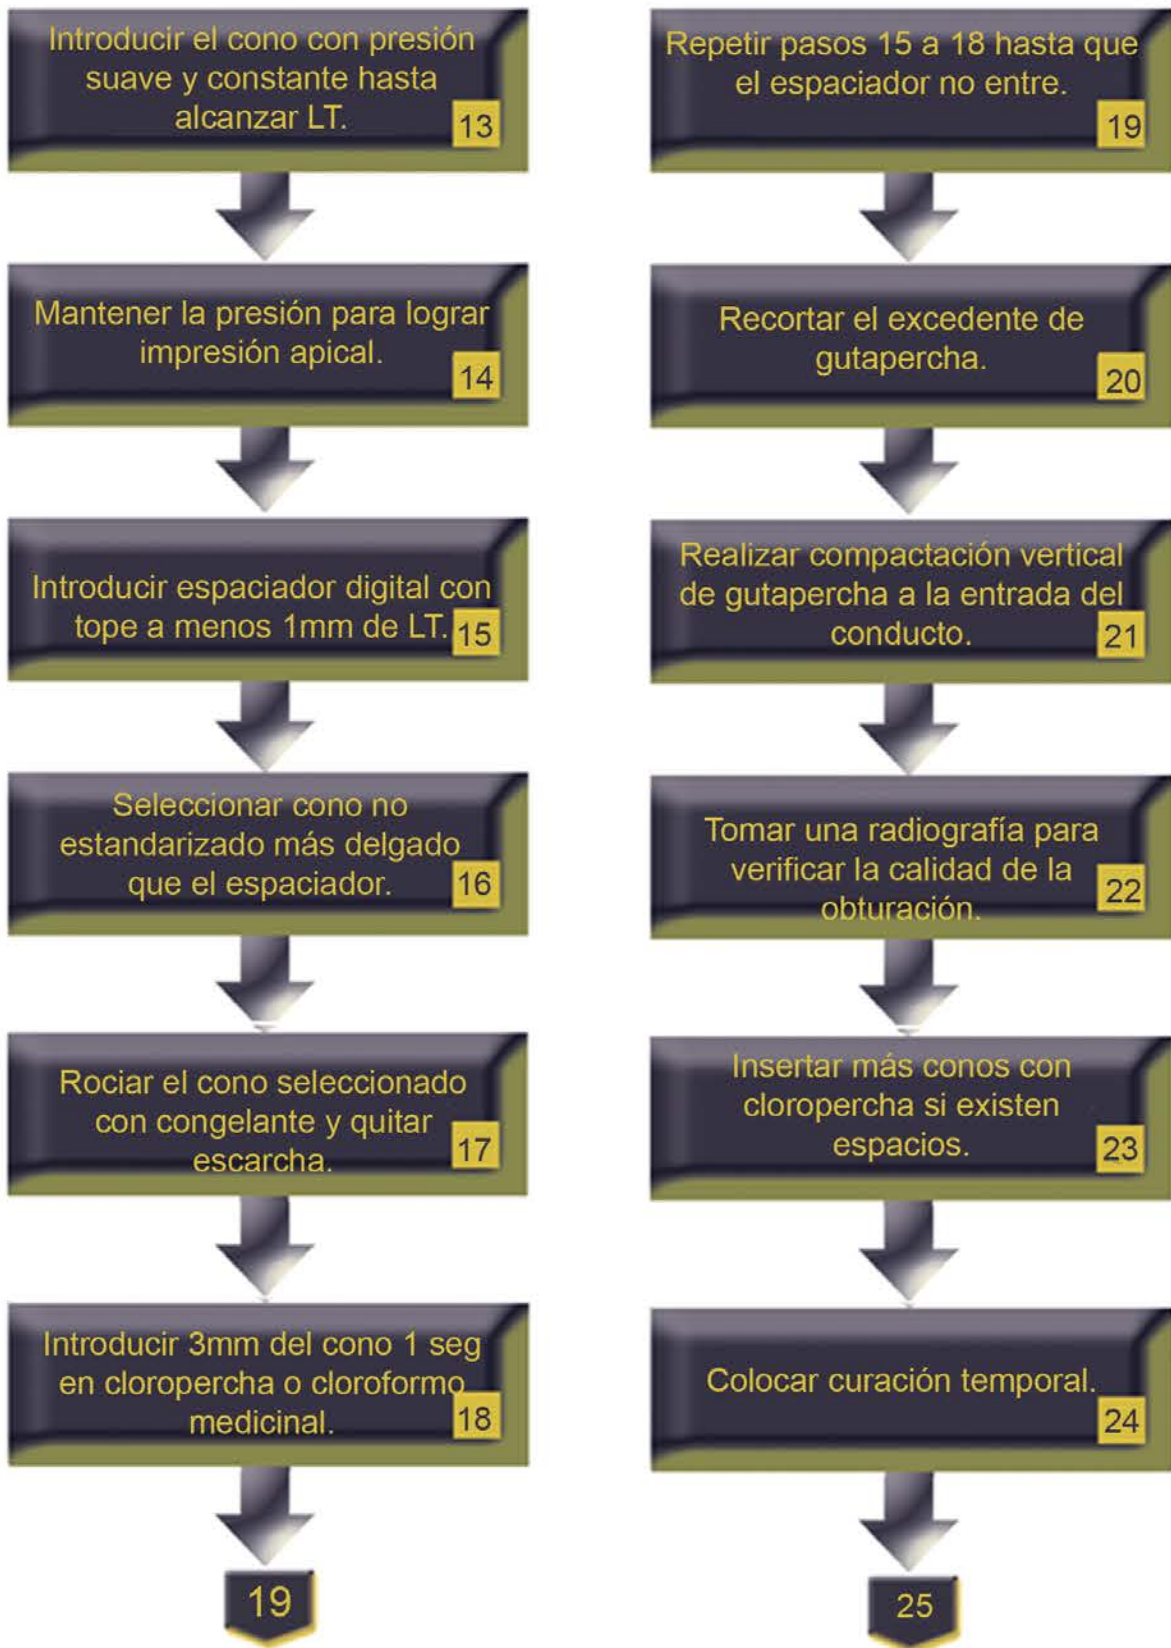 Introducir el cono con presión
suave y constante hasta
alcanzar LT.
13
Mantener la presión para lograr
impresión apical.
14
Introducir espaciador digital con
tope a menos 1mm de LT.
15
Seleccionar cono no
estandarizado más delgado
que el espaciador.
16
Rociar el cono seleccionado
con congelante y quitar
escarcha.
17
Introducir 3mm del cono 1 seg
en cloropercha o cloroformo
medicinal.
18
19
Repetir pasos 15 a 18 hasta que
el espaciador no entre.
19
Recortar el excedente de
gutapercha.
20
Realizar compactación vertical
de gutapercha a la entrada del
conducto.
21
Tomar una radiografía para
verificar la calidad de la
obturación.
22
Insertar más conos con
cloropercha si existen
espacios.
23
Colocar curación temporal.
24
25